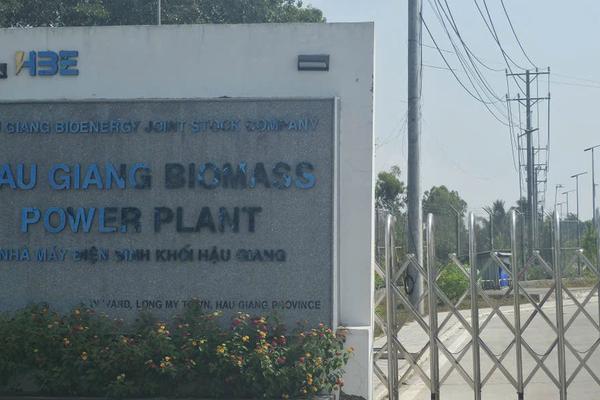 HBE
U GIANG BIOENERGY JOINT STOCK COMPANY
AU GIANG BIOMASS
POWER PLANT
NHÀ MÁY ĐIỆN SINH KHỐI HẬU GIANG
WARD, LONG MY TOWN, HAU GIANG PROVINCE